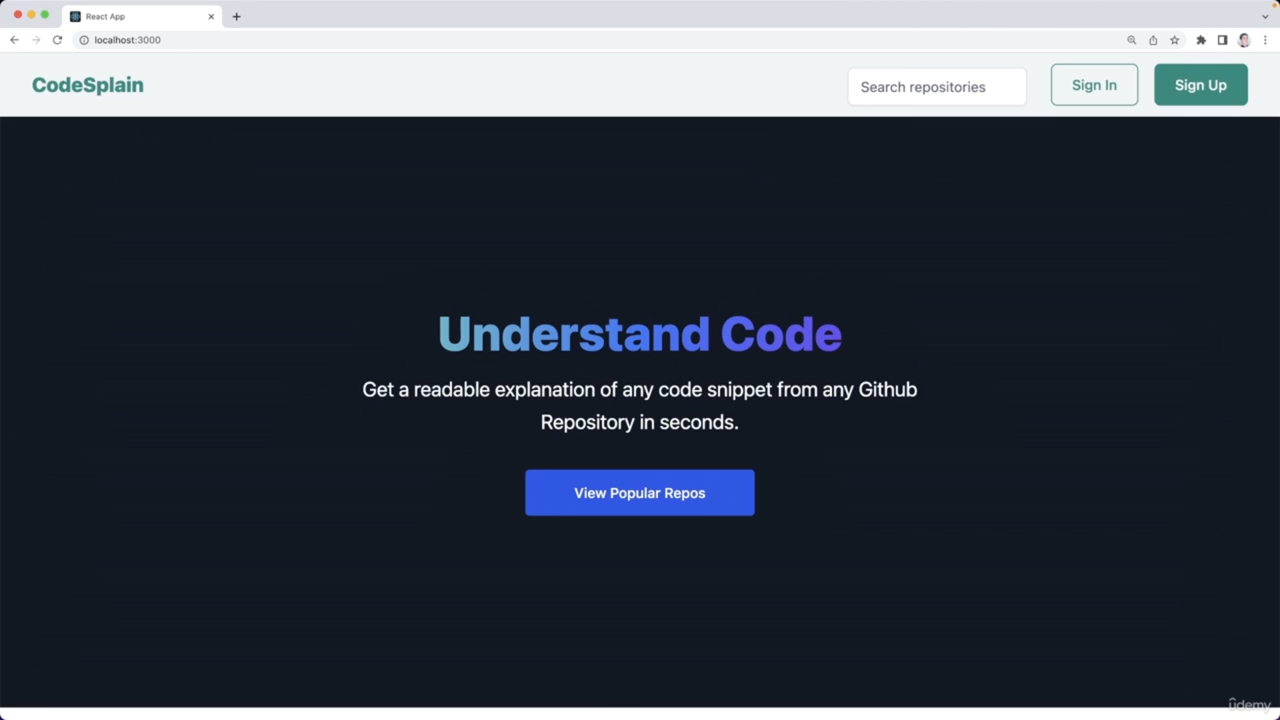 React App
localhost:3000
CodeSplain
Search repositories
Sign In
Sign Up
Understand Code
Get a readable explanation of any code snippet from any Github
Repository in seconds.
View Popular Repos
ûdemy